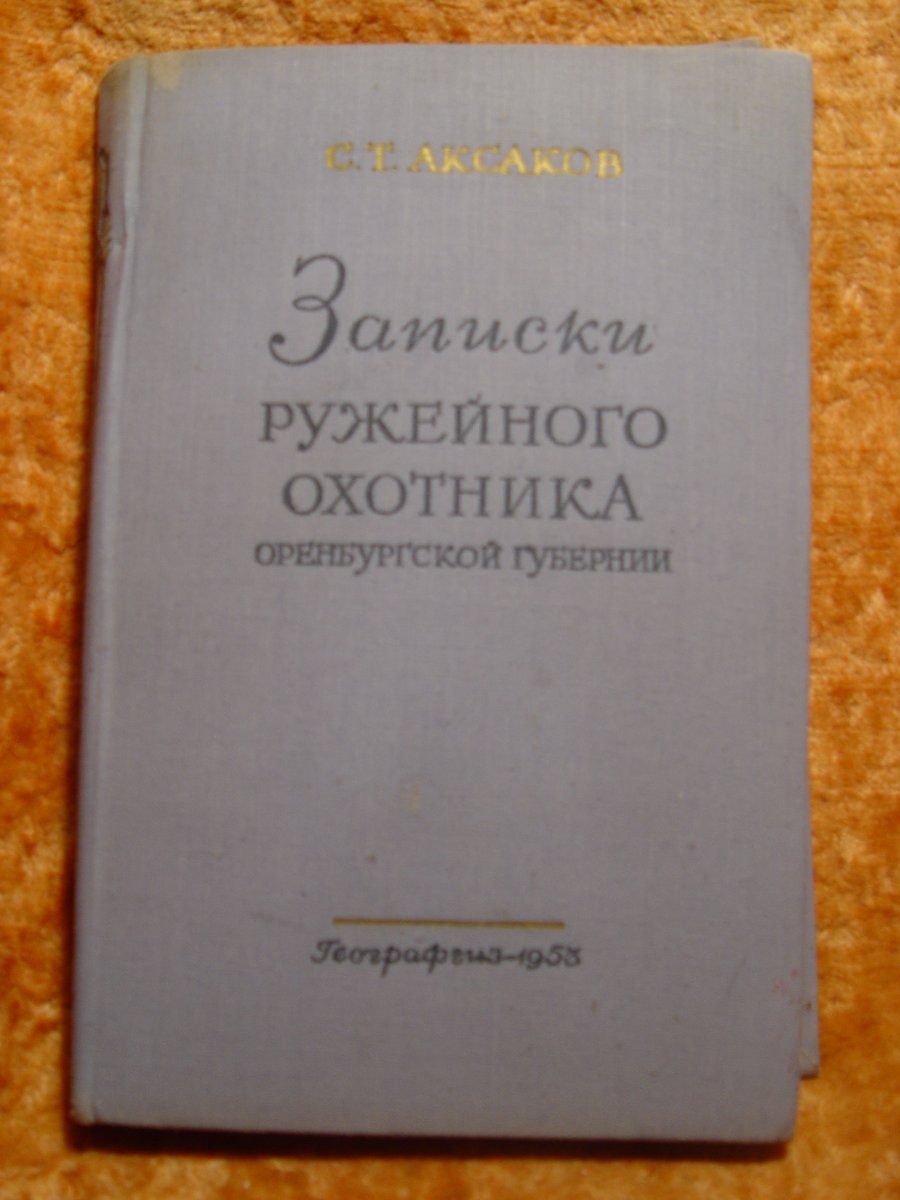 С.Т. АКСАКОВ
Записки
РУЖЕЙНОГО
ОХОТНИКА
ОРЕНБУРГСКОЙ ГУБЕРНИИ
Географгиз-1953